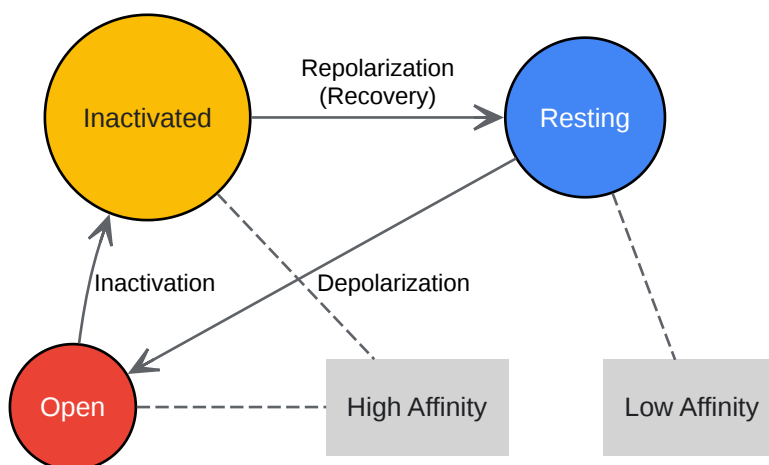 Repolarization
(Recovery)
Inactivated
Resting
Inactivation
Depolarization
Open
High Affinity
Low Affinity